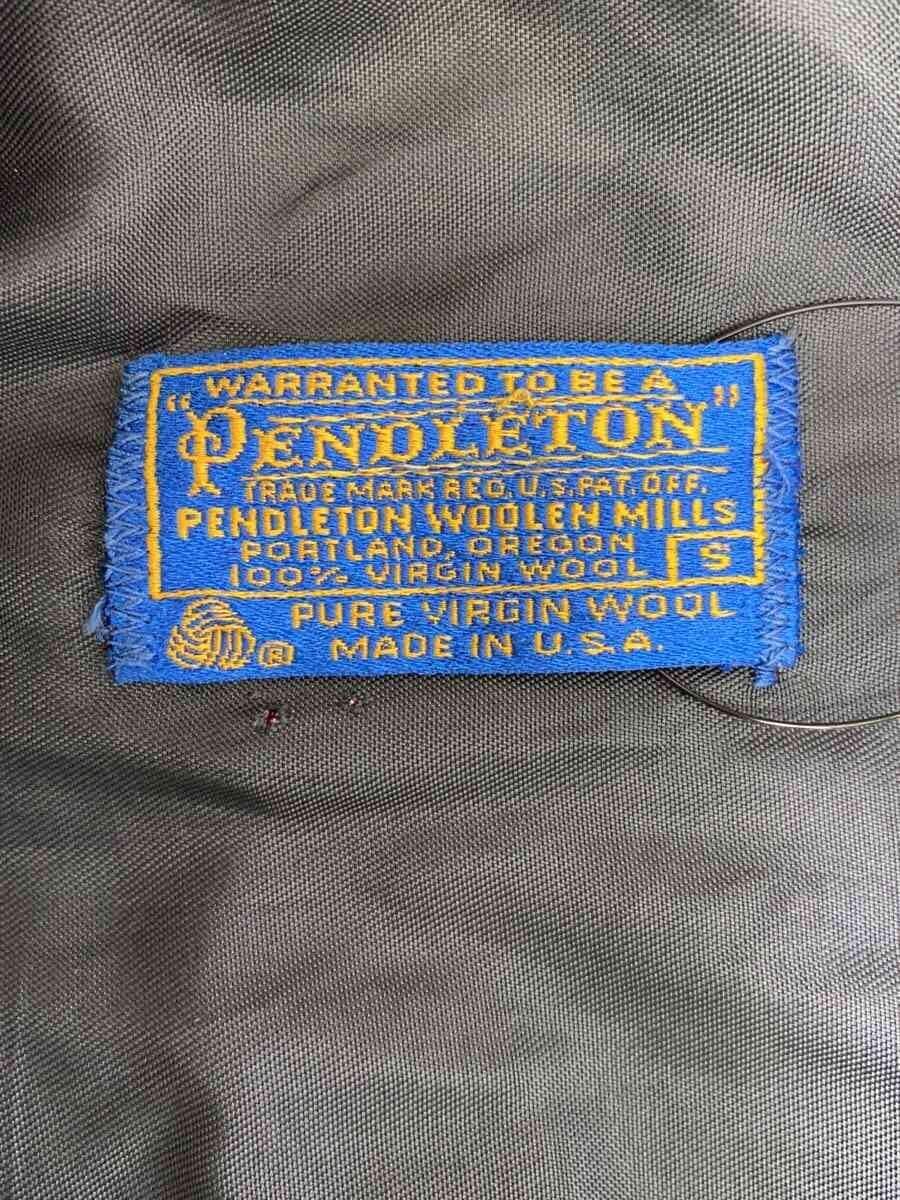 WARRANTED TO BE A
"PENDLETON"
TRADE MARK REG. U.S. PAT. OFF.
PENDLETON WOOLEN MILLS
PORTLAND, OREGON
100% VIRGIN WOOL S
PURE VIRGIN WOOL
® MADE IN U.S.A.